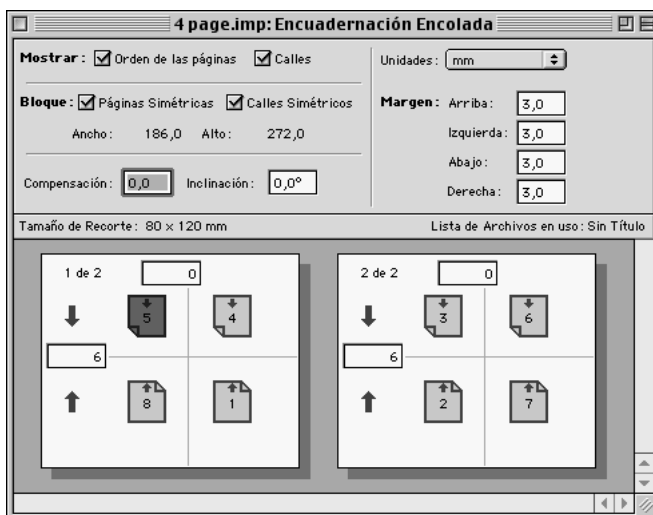 4 page.imp: Encuadernación Encolada
Mostrar: Orden de las páginas Calles
Unidades: mm
Bloque: Páginas Simétricas Calles Simétricos
Ancho: 186,0 Alto: 272,0
Margen: Arriba: 3,0
Izquierda: 3,0
Abajo: 3,0
Derecha: 3,0
Compensación: 0,0 Inclinación: 0,0°
Tamaño de Recorte: 80 x 120 mm
Lista de Archivos en uso: Sin Título
1 de 2 0
5 4
6
8 1
2 de 2 0
3 6
6
2 7